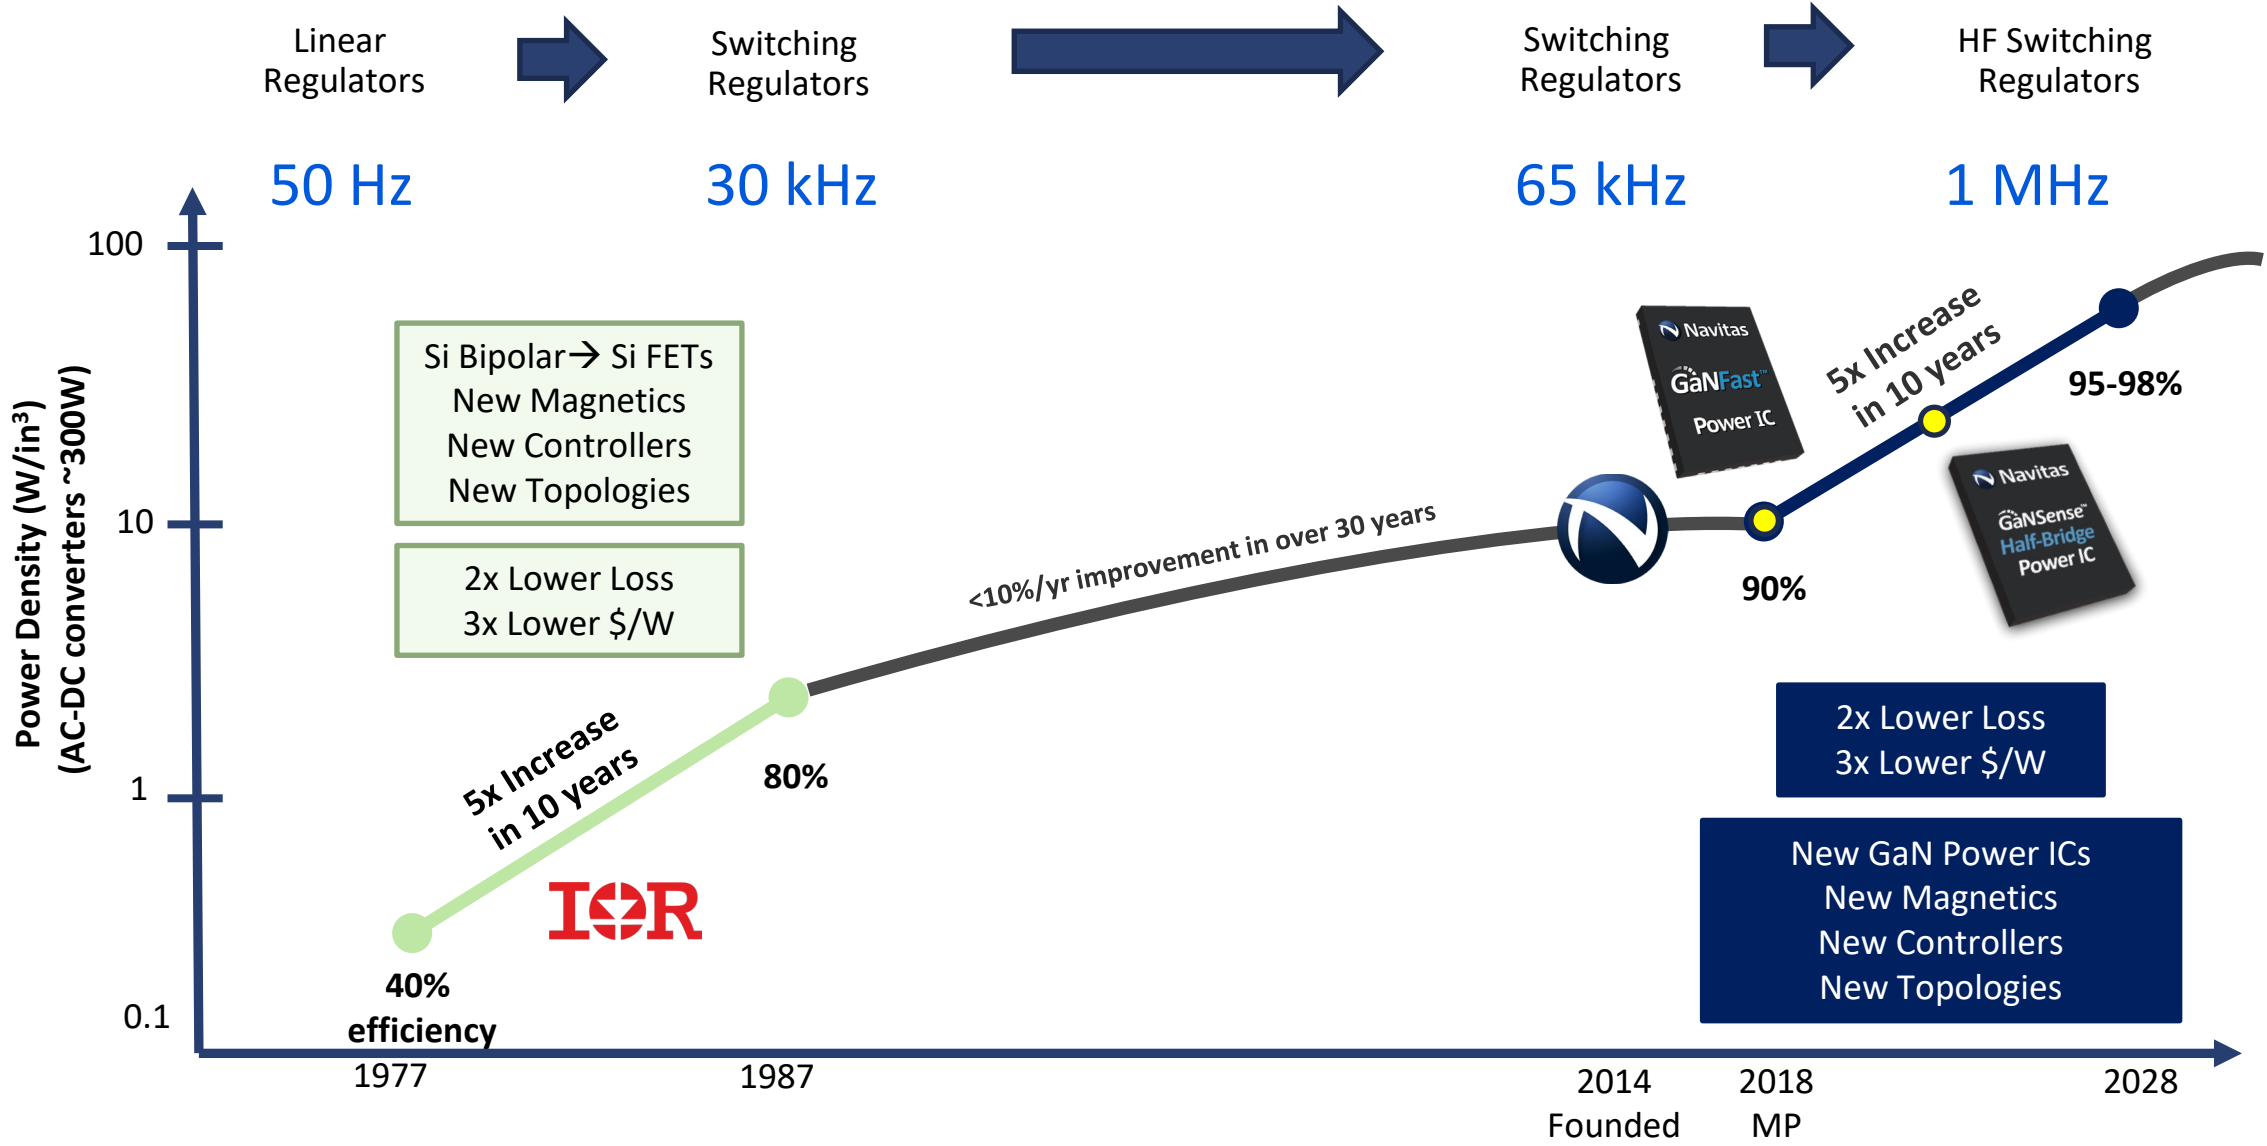 Linear
Regulators
Switching
Regulators
Switching
Regulators
HF Switching
Regulators
50 Hz
30 kHz
65 kHz
1 MHz
Power Density (W/in³)
(AC-DC converters ~300W)
100
10
1
0.1
Si Bipolar→ Si FETs
New Magnetics
New Controllers
New Topologies
2x Lower Loss
3x Lower $/W
5x Increase
in 10 years
IOR
40%
efficiency
80%
<10%/yr improvement in over 30 years
Navitas
GaNFast™
Power IC
90%
5x Increase
in 10 years
95-98%
Navitas
GaNSense™
Half-Bridge
Power IC
2x Lower Loss
3x Lower $/W
New GaN Power ICs
New Magnetics
New Controllers
New Topologies
1977
1987
2014
Founded
2018
MP
2028